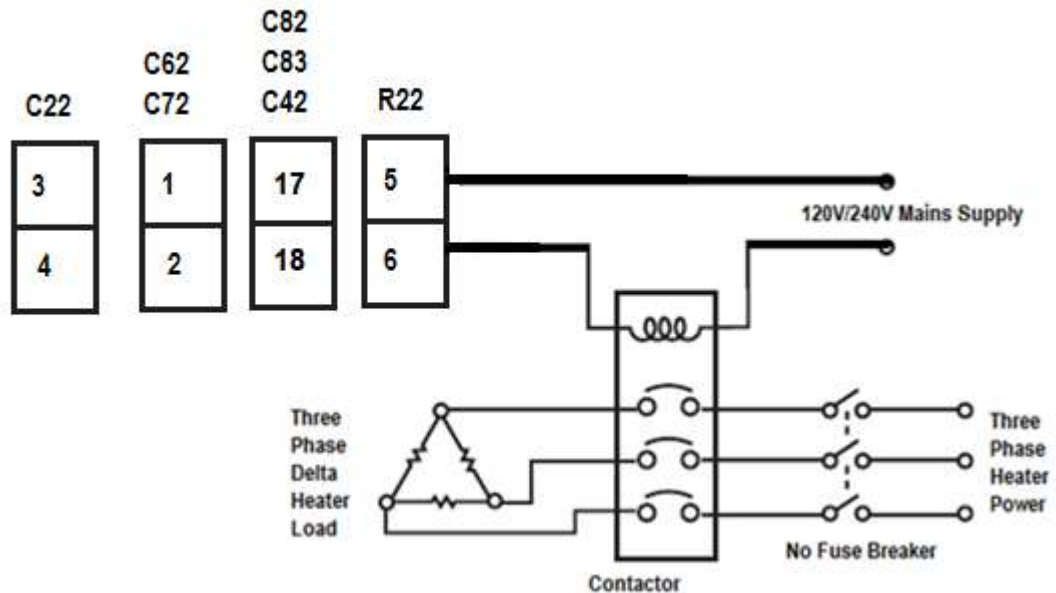 C82
C62
C83
C22
C72
C42
R22
3
1
17
5
4
2
18
6
120V/240V Mains Supply
Three
Phase
Delta
Heater
Load
Three
Phase
Heater
Power
No Fuse Breaker
Contactor